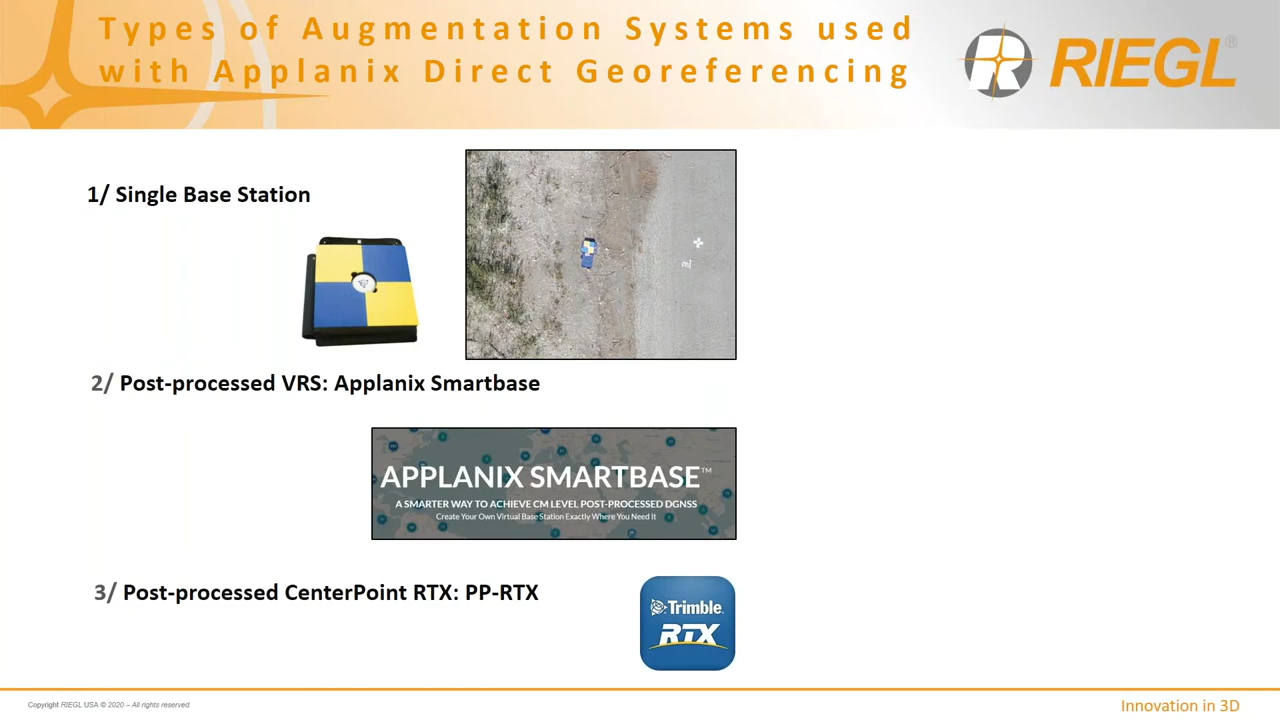 Types of Augmentation Systems used
with Applanix Direct Georeferencing
RIEGL®
1/ Single Base Station
2/ Post-processed VRS: Applanix Smartbase
APPLANIX SMARTBASE™
A SMARTER WAY TO ACHIEVE CM LEVEL POST-PROCESSED DGNSS
Create Your Own Virtual Base Station Exactly Where You Need It
3/ Post-processed CenterPoint RTX: PP-RTX
Trimble.
RTX
Copyright RIEGL USA © 2020 – All rights reserved.
Innovation in 3D